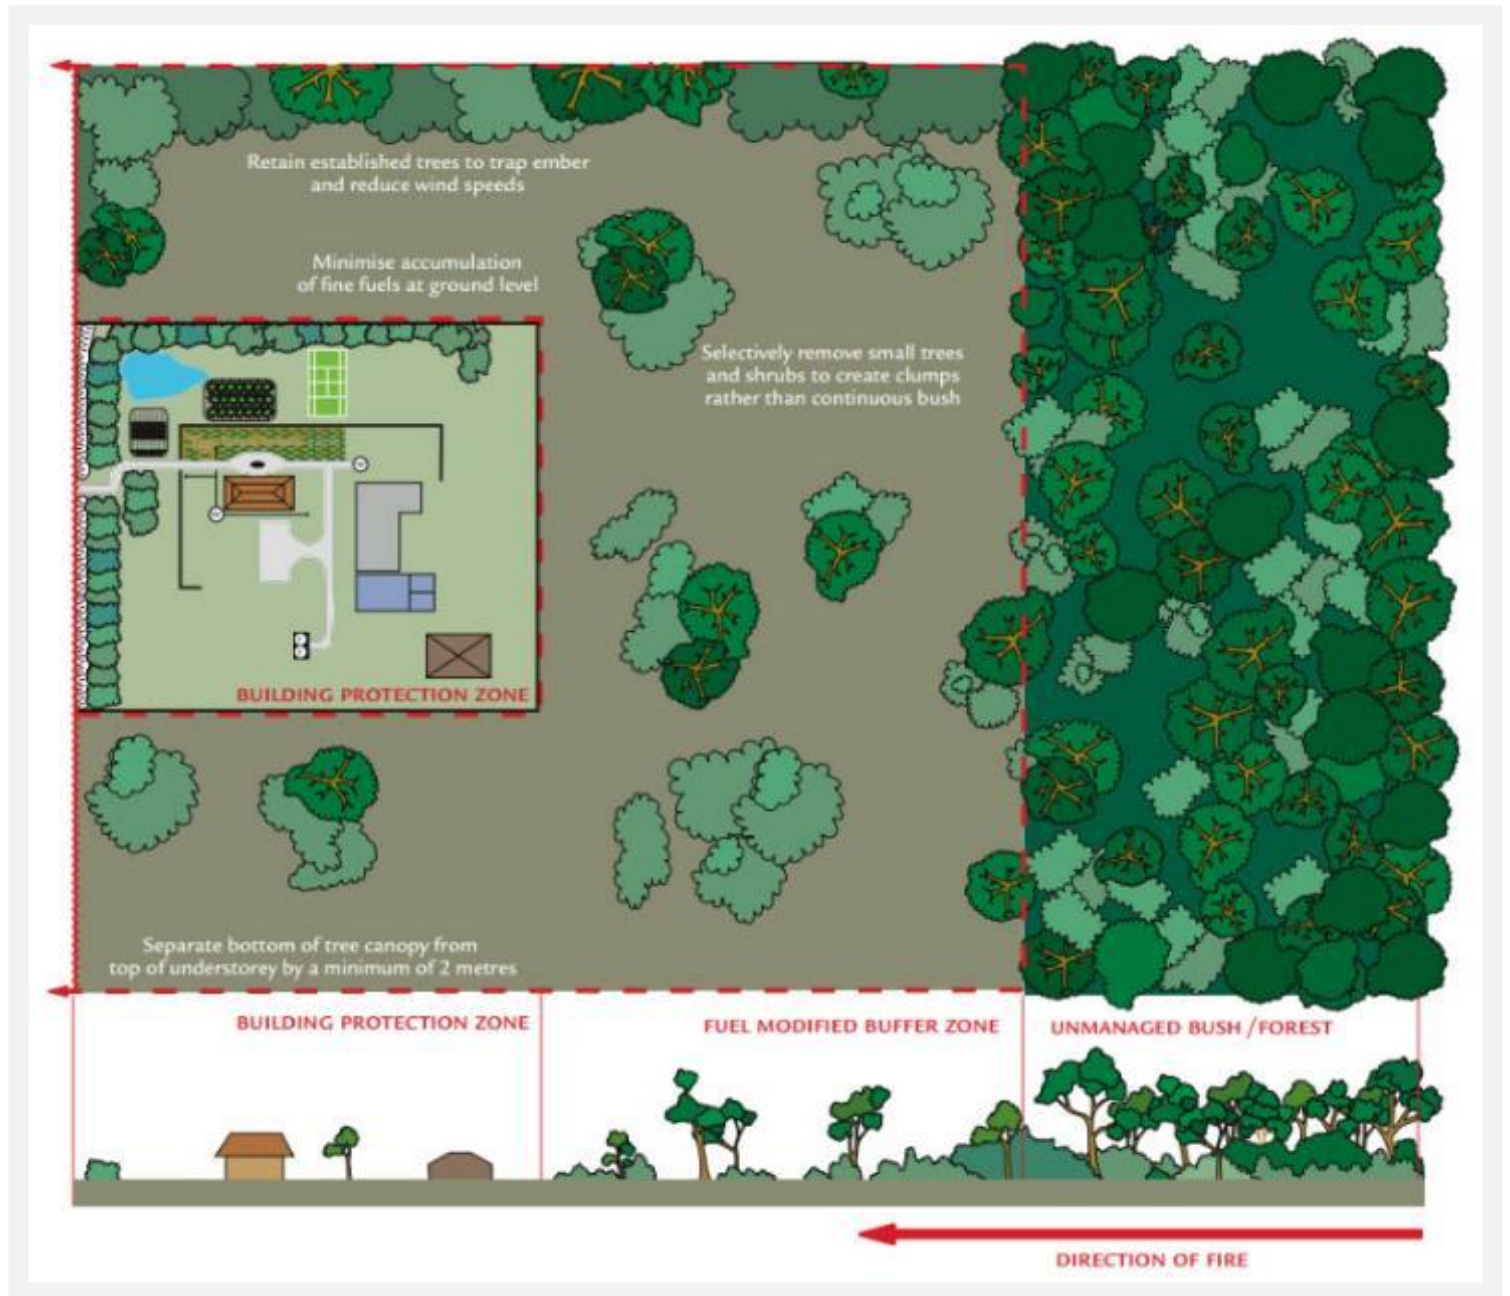 Retain established trees to trap ember
and reduce wind speeds
Minimise accumulation
of fine fuels at ground level
Selectively remove small trees
and shrubs to create clumps
rather than continuous bush
BUILDING PROTECTION ZONE
Separate bottom of tree canopy from
top of understorey by a minimum of 2 metres
BUILDING PROTECTION ZONE
FUEL MODIFIED BUFFER ZONE
UNMANAGED BUSH /FOREST
DIRECTION OF FIRE